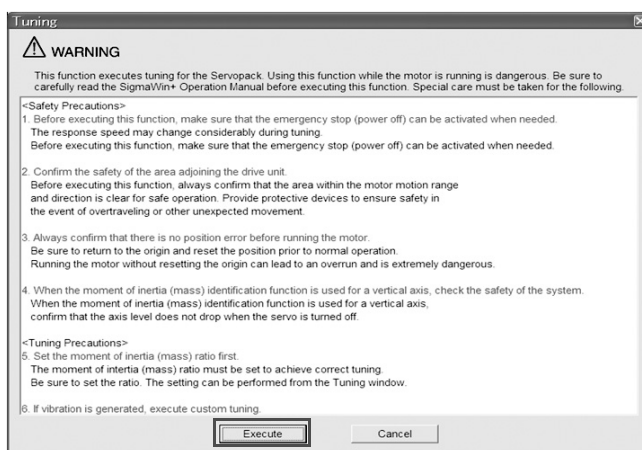 Tuning
WARNING
This function executes tuning for the Servopack. Using this function while the motor is running is dangerous. Be sure to
carefully read the SigmaWin+ Operation Manual before executing this function. Special care must be taken for the following.
<Safety Precautions>
1. Before executing this function, make sure that the emergency stop (power off) can be activated when needed.
The response speed may change considerably during tuning.
Before executing this function, make sure that the emergency stop (power off) can be activated when needed.
2. Confirm the safety of the area adjoining the drive unit.
Before executing this function, always confirm that the area within the motor motion range
and direction is clear for safe operation. Provide protective devices to ensure safety in
the event of overtraveling or other unexpected movement.
3. Always confirm that there is no position error before running the motor.
Be sure to return to the origin and reset the position prior to normal operation.
Running the motor without resetting the origin can lead to an overrun and is extremely dangerous.
4. When the moment of inertia (mass) identification function is used for a vertical axis, check the safety of the system.
When the moment of inertia (mass) identification function is used for a vertical axis,
confirm that the axis level does not drop when the servo is turned off.
<Tuning Precautions>
5. Set the moment of inertia (mass) ratio first.
The moment of intertia (mass) ratio must be set to achieve correct tuning.
Be sure to set the ratio. The setting can be performed from the Tuning window.
6. If vibration is generated, execute custom tuning.
Execute
Cancel